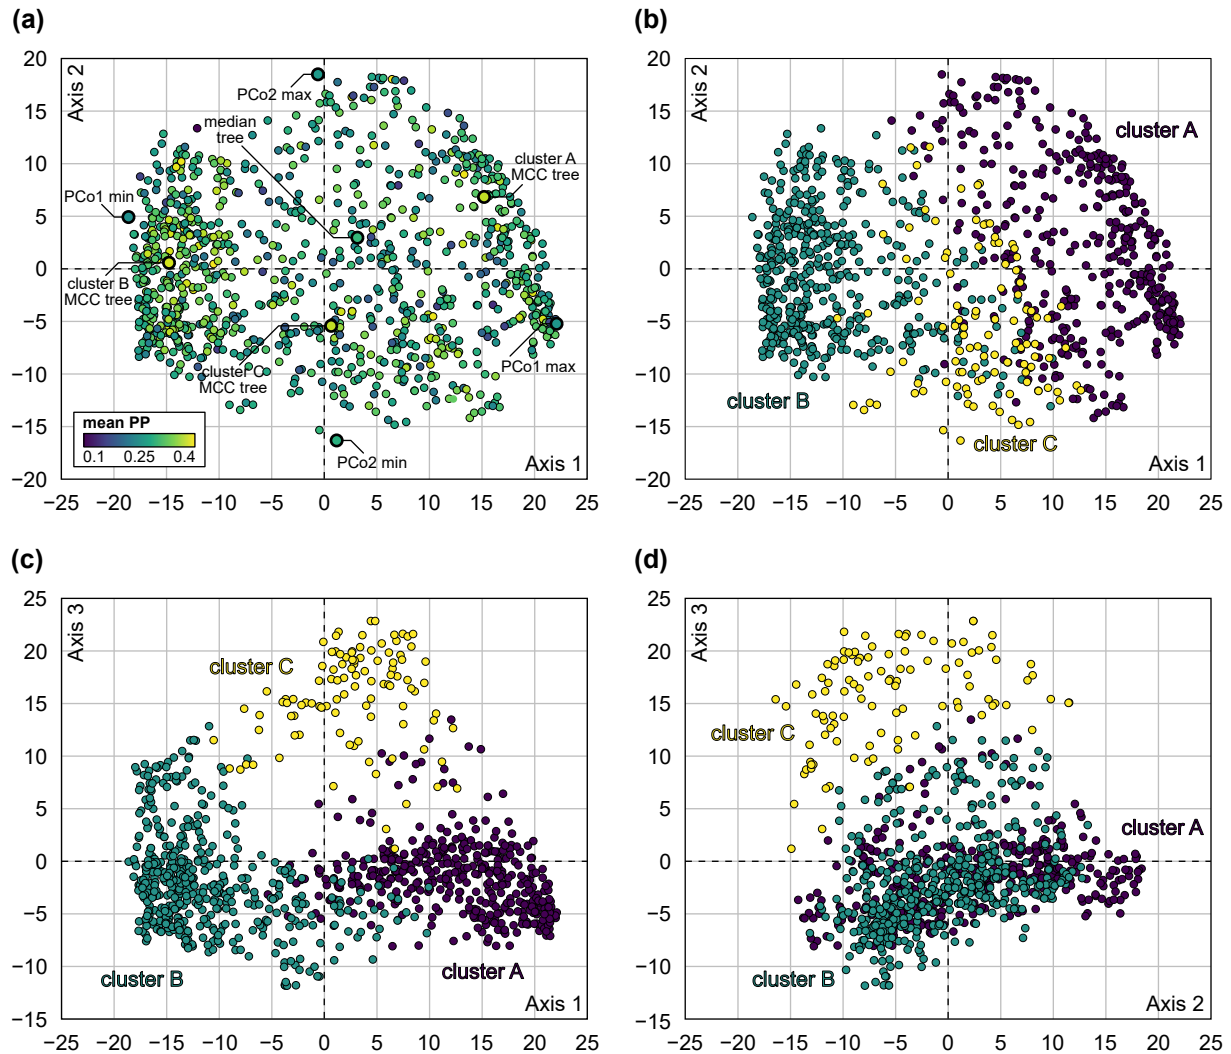 (a)
20
15
10
5
0
−5
−10
−15
−20
Axis 2
PCo2 max
median
tree
cluster A
MCC tree
PCo1 min
cluster B
MCC tree
cluster C
MCC tree
PCo1 max
mean PP
0.1 0.25 0.4
PCo2 min
Axis 1
−25 −20 −15 −10 −5 0 5 10 15 20 25
(b)
20
15
10
5
0
−5
−10
−15
−20
Axis 2
cluster A
cluster B
cluster C
Axis 1
−25 −20 −15 −10 −5 0 5 10 15 20 25
(c)
25
20
15
10
5
0
−5
−10
−15
Axis 3
cluster C
cluster B
cluster A
Axis 1
−25 −20 −15 −10 −5 0 5 10 15 20 25
(d)
25
20
15
10
5
0
−5
−10
−15
Axis 3
cluster C
cluster A
cluster B
Axis 2
−25 −20 −15 −10 −5 0 5 10 15 20 25